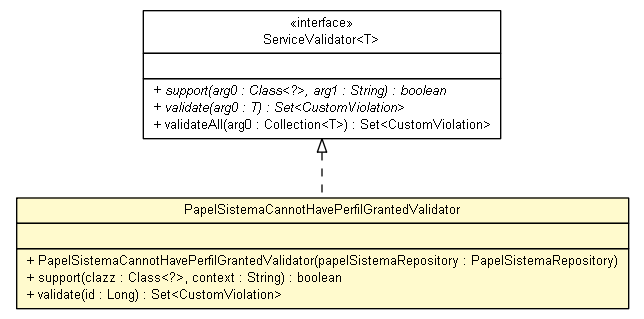 «interface»
ServiceValidator<T>
+ support(arg0 : Class<?>, arg1 : String) : boolean
+ validate(arg0 : T) : Set<CustomViolation>
+ validateAll(arg0 : Collection<T>) : Set<CustomViolation>
PapelSistemaCannotHavePerfilGrantedValidator
+ PapelSistemaCannotHavePerfilGrantedValidator(papelSistemaRepository : PapelSistemaRepository)
+ support(clazz : Class<?>, context : String) : boolean
+ validate(id : Long) : Set<CustomViolation>